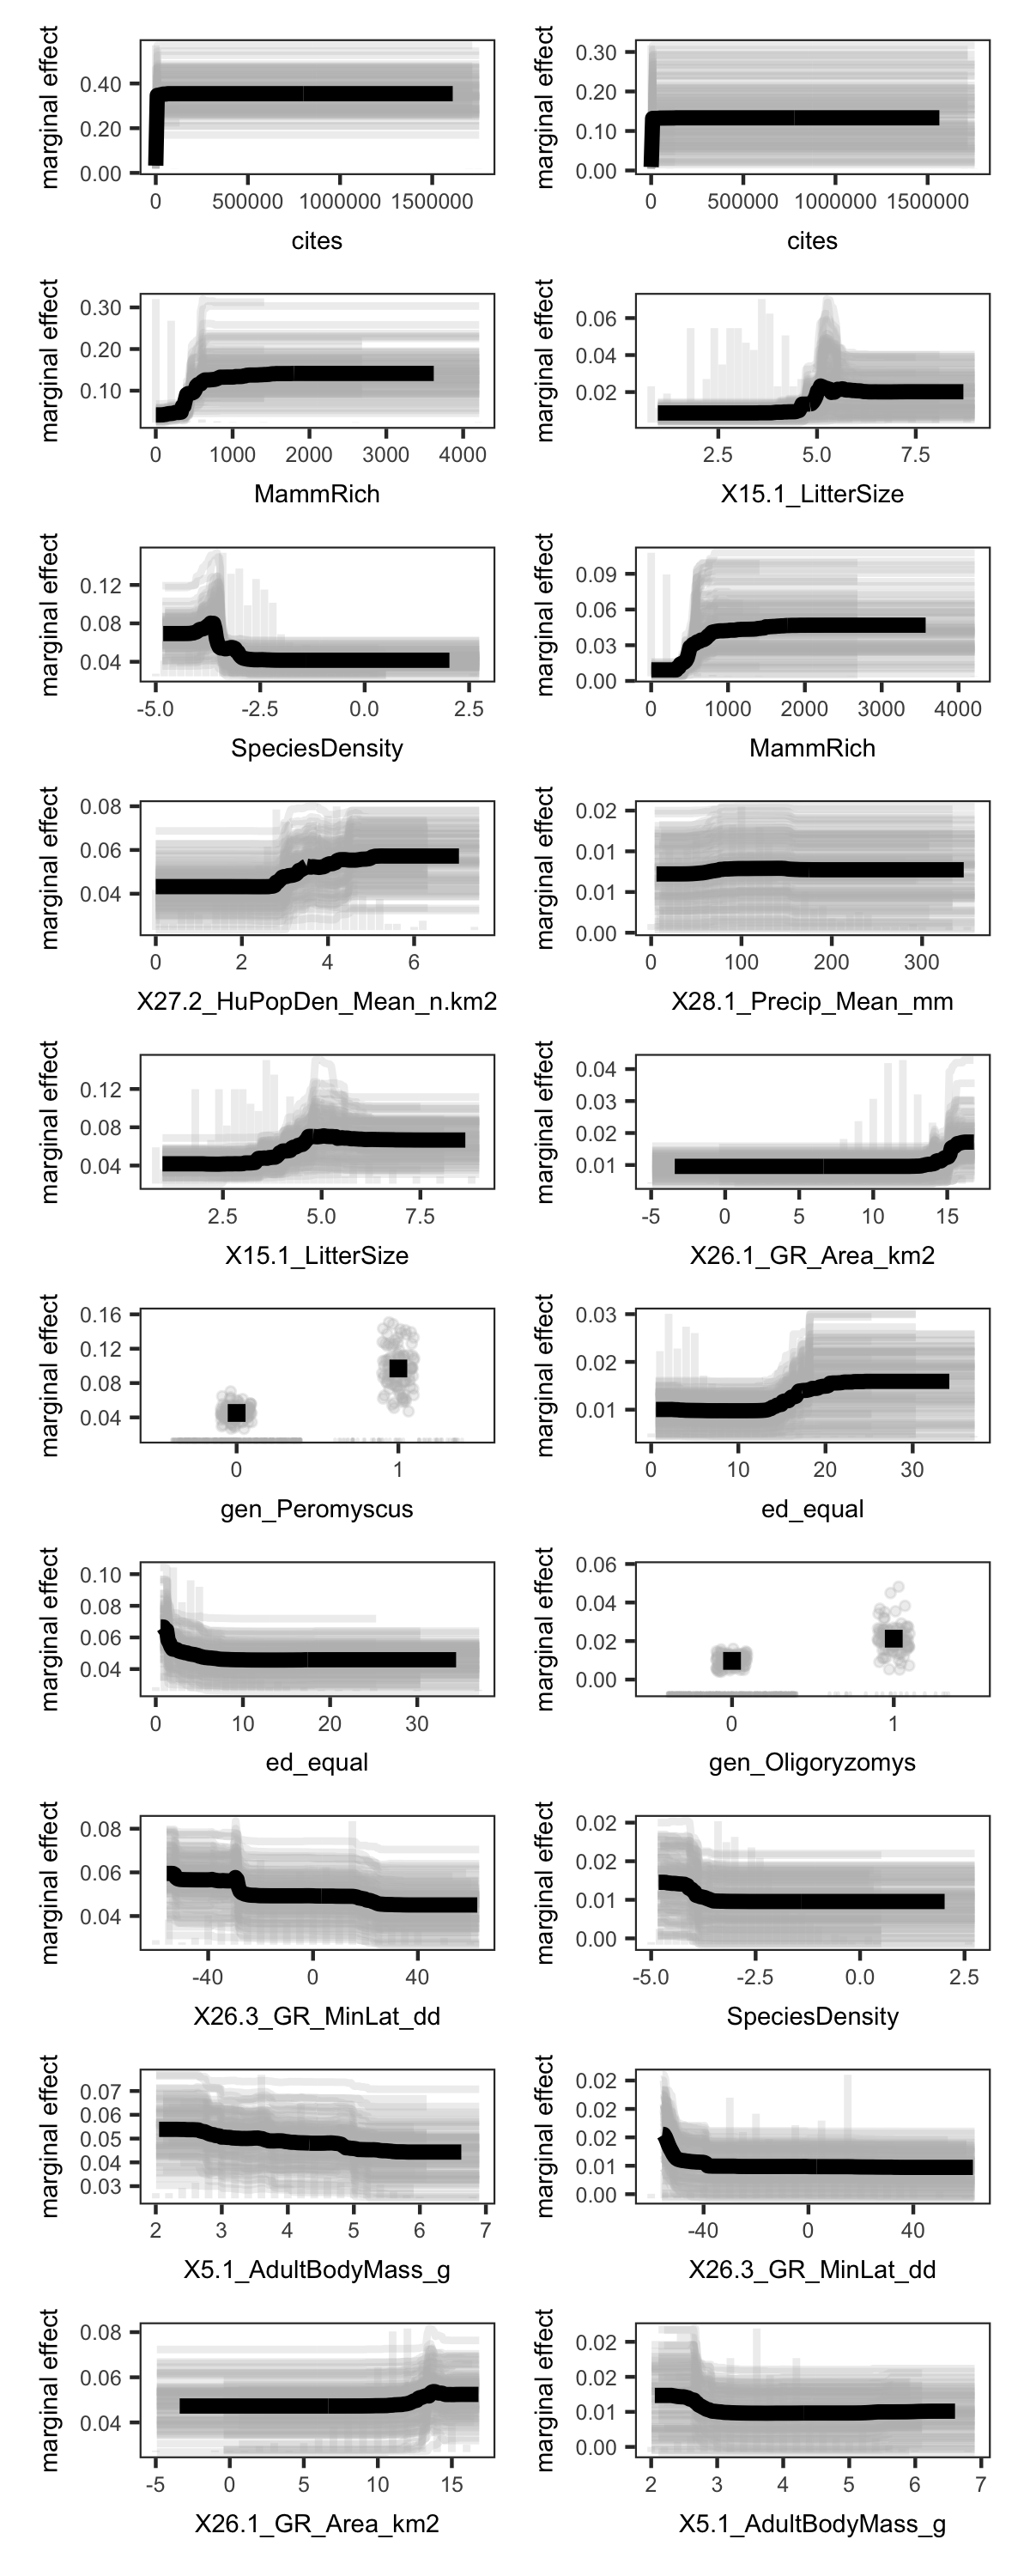 marginal effect
0.40
0.20
0.00
0 500000 1000000 1500000
cites
marginal effect
0.30
0.20
0.10
0.00
0 500000 1000000 1500000
cites
marginal effect
0.30
0.20
0.10
0 1000 2000 3000 4000
MammRich
marginal effect
0.06
0.04
0.02
2.5 5.0 7.5
X15.1_LitterSize
marginal effect
0.12
0.08
0.04
-5.0 -2.5 0.0 2.5
SpeciesDensity
marginal effect
0.09
0.06
0.03
0.00
0 1000 2000 3000 4000
MammRich
marginal effect
0.08
0.06
0.04
0 2 4 6
X27.2_HuPopDen_Mean_n.km2
marginal effect
0.02
0.01
0.01
0.00
0 100 200 300
X28.1_Precip_Mean_mm
marginal effect
0.12
0.08
0.04
2.5 5.0 7.5
X15.1_LitterSize
marginal effect
0.04
0.03
0.02
0.01
-5 0 5 10 15
X26.1_GR_Area_km2
marginal effect
0.16
0.12
0.08
0.04
0 1
gen_Peromyscus
marginal effect
0.03
0.02
0.01
0 10 20 30
ed_equal
marginal effect
0.10
0.08
0.06
0.04
0 10 20 30
ed_equal
marginal effect
0.06
0.04
0.02
0.00
0 1
gen_Oligoryzomys
marginal effect
0.08
0.06
0.04
-40 0 40
X26.3_GR_MinLat_dd
marginal effect
0.02
0.02
0.01
0.00
-5.0 -2.5 0.0 2.5
SpeciesDensity
marginal effect
0.07
0.06
0.05
0.04
0.03
2 3 4 5 6 7
X5.1_AdultBodyMass_g
marginal effect
0.02
0.02
0.02
0.01
0.00
-40 0 40
X26.3_GR_MinLat_dd
marginal effect
0.08
0.06
0.04
-5 0 5 10 15
X26.1_GR_Area_km2
marginal effect
0.02
0.02
0.01
0.00
2 3 4 5 6 7
X5.1_AdultBodyMass_g